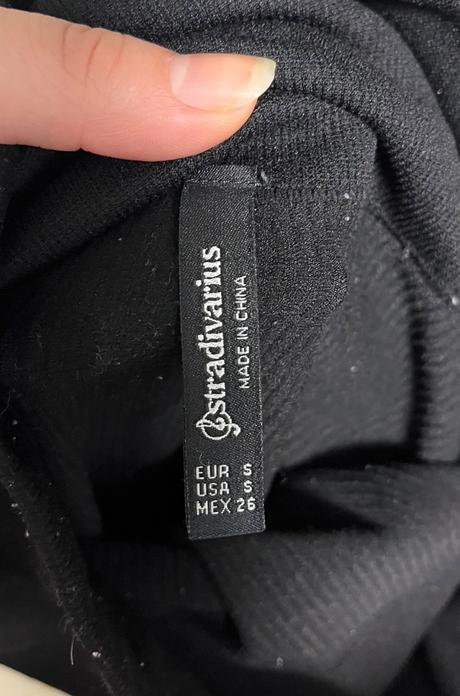 stradivarius
MADE IN CHINA
EUR S
USA S
MEX 26